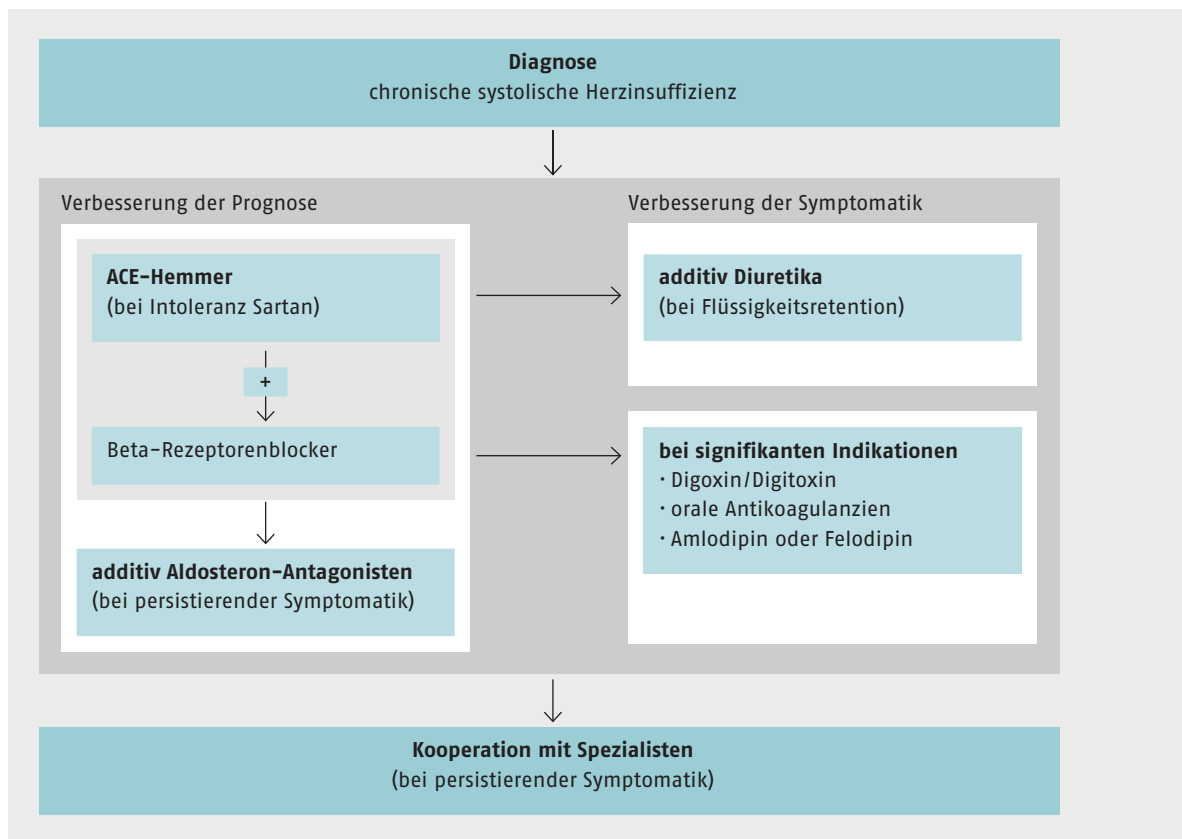 Diagnose
chronische systolische Herzinsuffizienz
Verbesserung der Prognose
ACE-Hemmer
(bei Intoleranz Sartan)
+
Beta-Rezeptorenblocker
additiv Aldosteron-Antagonisten
(bei persistierender Symptomatik)
Verbesserung der Symptomatik
additiv Diuretika
(bei Flüssigkeitsretention)
bei signifikanten Indikationen
· Digoxin/Digitoxin
· orale Antikoagulanzien
· Amlodipin oder Felodipin
Kooperation mit Spezialisten
(bei persistierender Symptomatik)